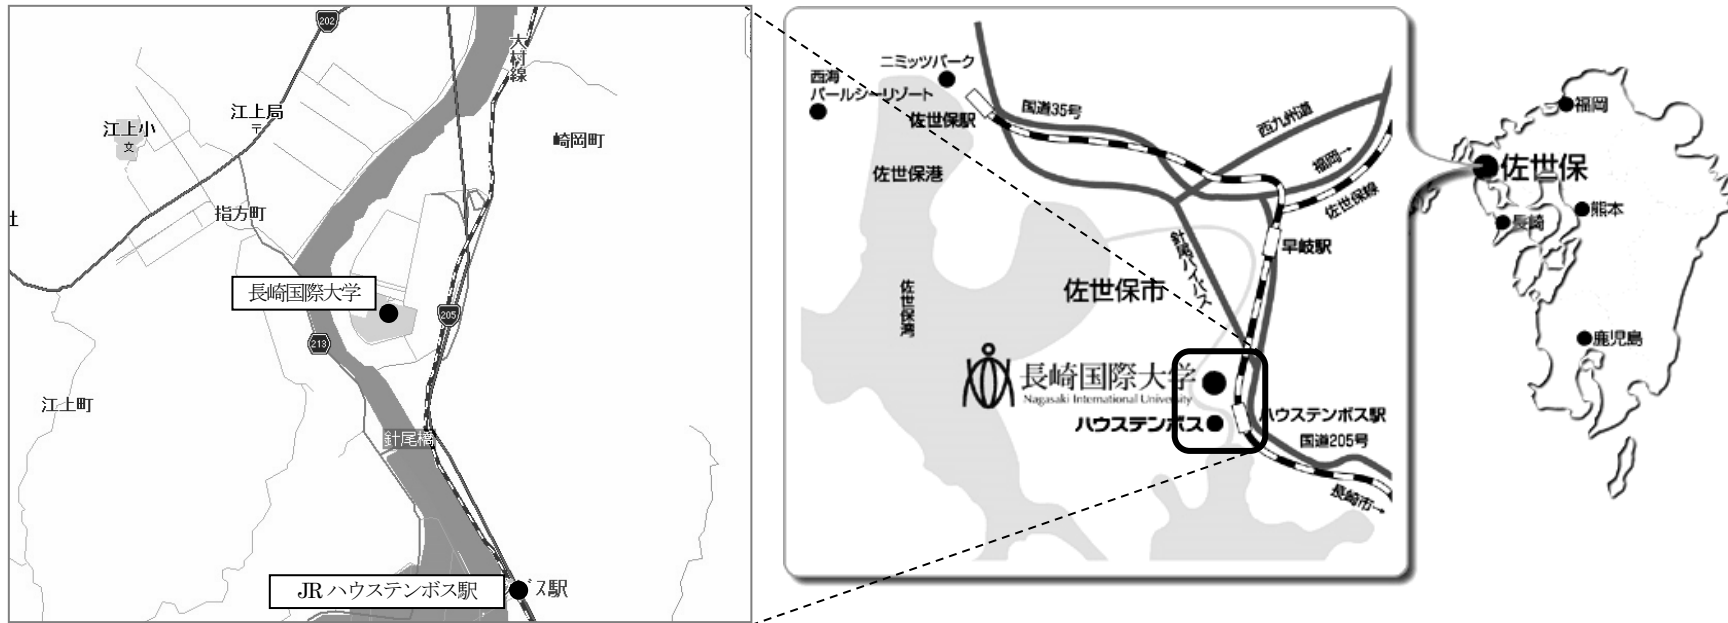 202
大村線
江上局
江上小
文
崎岡町
指方町
長崎国際大学
205
213
江上町
針尾橋
JR ハウステンボス駅
ス駅
ニミッツパーク
西海
パールシーリゾート
佐世保駅
国道35号
西九州道
福岡→
佐世保線
佐世保港
早岐駅
針尾バイパス
佐世保市
佐世保湾
長崎国際大学
Nagasaki International University
ハウステンボス
ハウステンボス駅
国道205号
長崎市→
福岡
佐世保
熊本
長崎
鹿児島